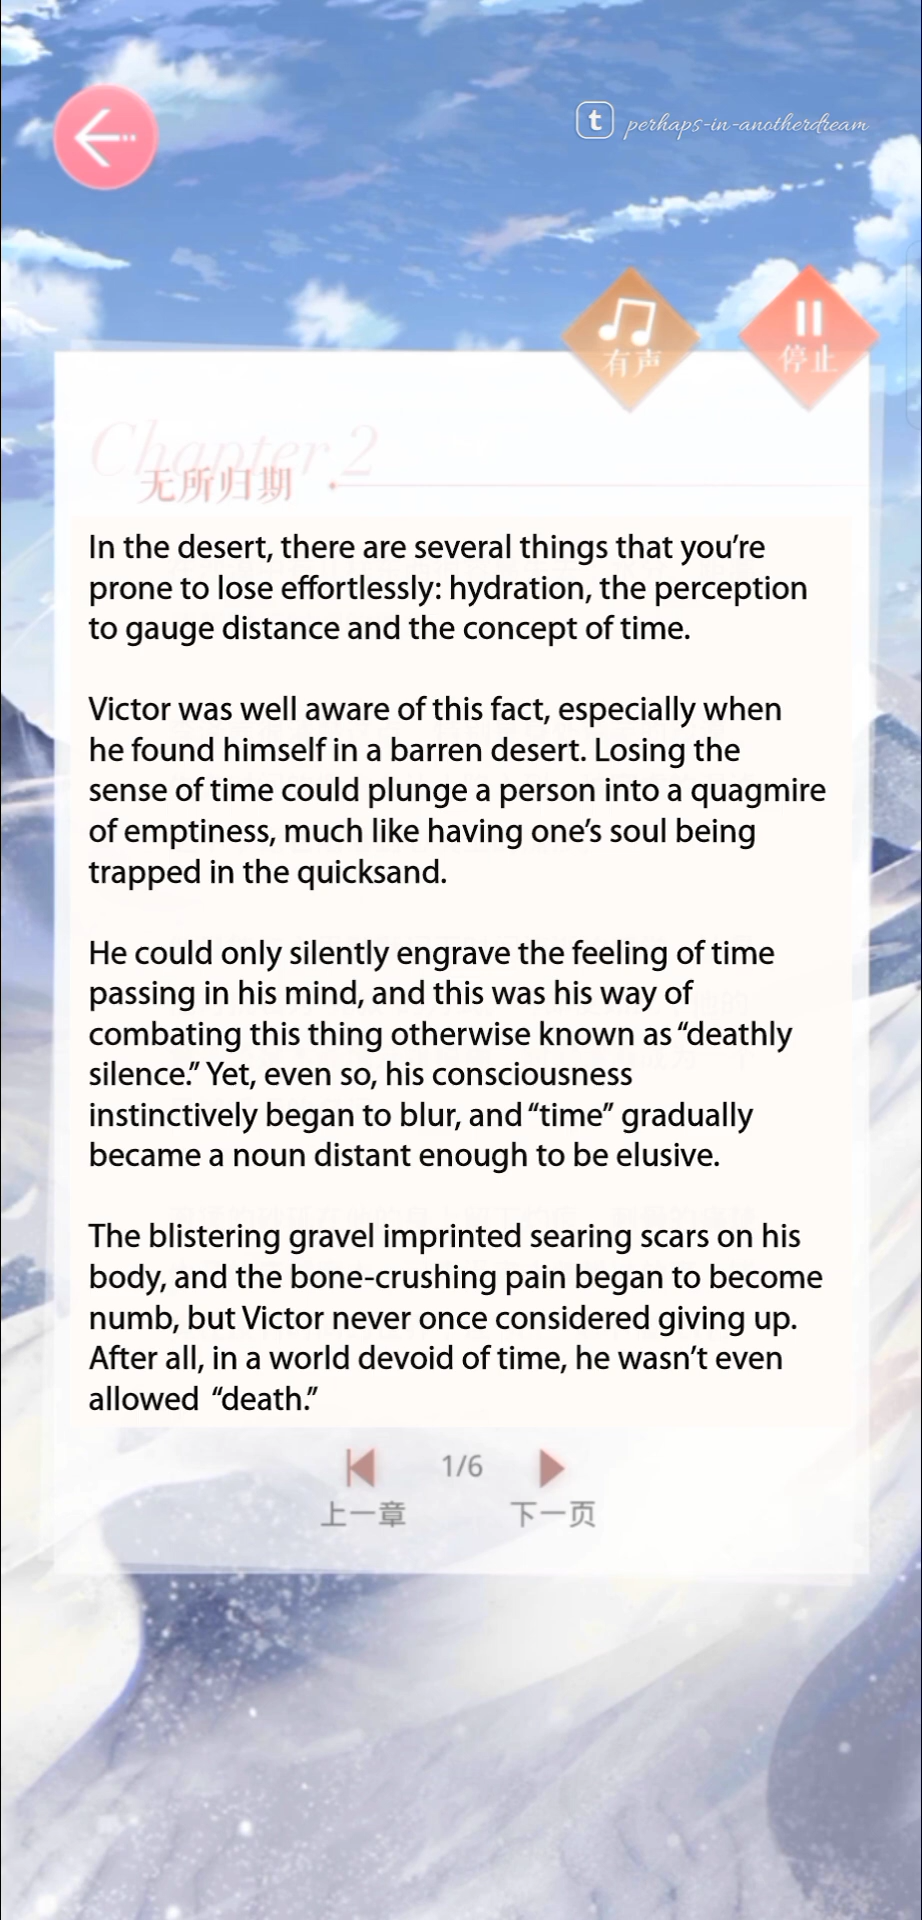 t perhaps-in-anotherdream
有声
停止
Chapter 2
无所归期
In the desert, there are several things that you’re
prone to lose effortlessly: hydration, the perception
to gauge distance and the concept of time.
Victor was well aware of this fact, especially when
he found himself in a barren desert. Losing the
sense of time could plunge a person into a quagmire
of emptiness, much like having one’s soul being
trapped in the quicksand.
He could only silently engrave the feeling of time
passing in his mind, and this was his way of
combating this thing otherwise known as “deathly
silence.” Yet, even so, his consciousness
instinctively began to blur, and “time” gradually
became a noun distant enough to be elusive.
The blistering gravel imprinted searing scars on his
body, and the bone-crushing pain began to become
numb, but Victor never once considered giving up.
After all, in a world devoid of time, he wasn’t even
allowed “death.”
1/6
上一章 下一页